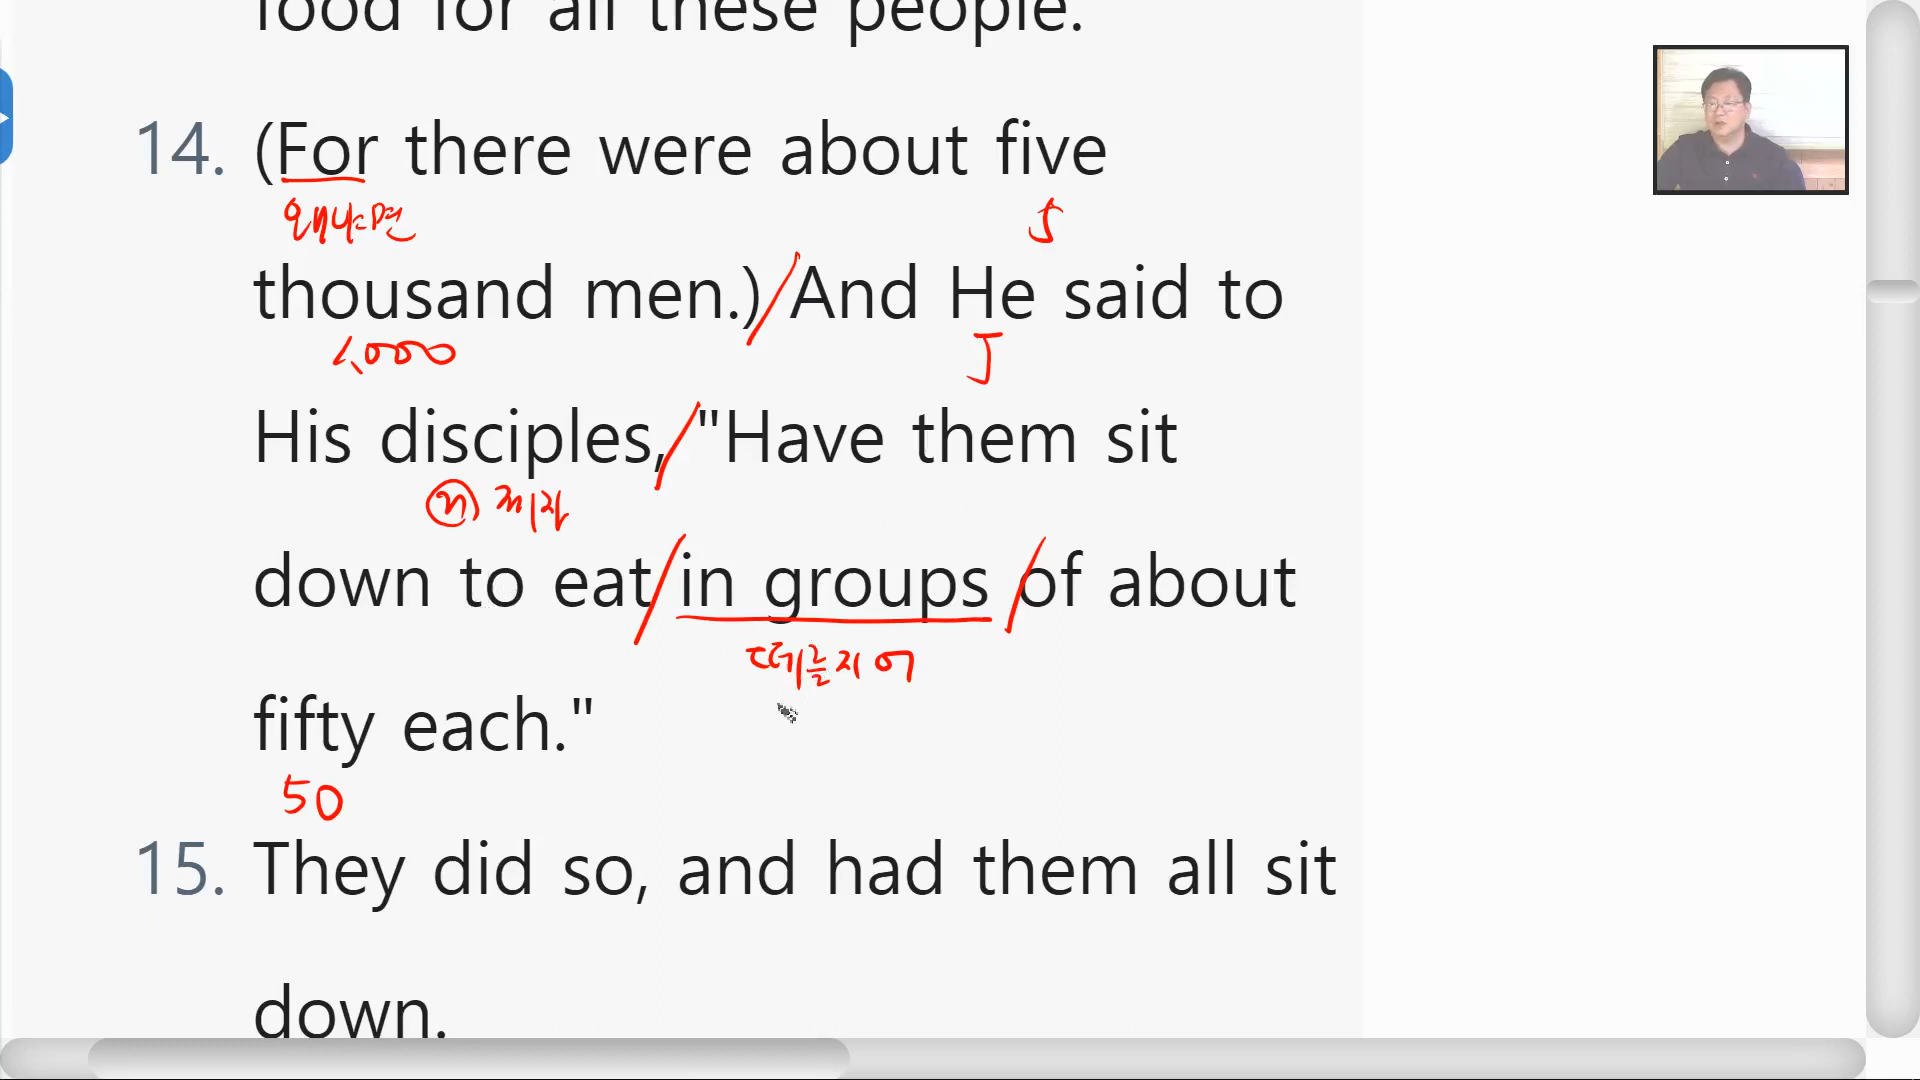 food for all these people.
14. (For there were about five
왜냐면 5
thousand men.) And He said to
1,000 J
His disciples, "Have them sit
n 제자
down to eat in groups of about
떼를지어
fifty each."
50
15. They did so, and had them all sit
down.